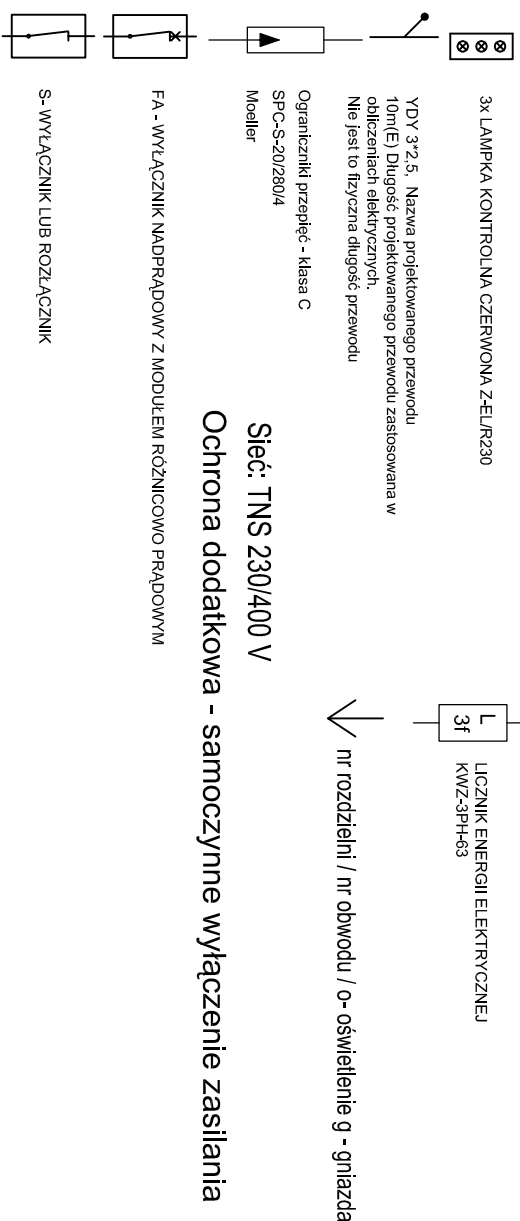 3x LAMPKA KONTROLNA CZERWONA Z-EL/R230
YDY 3*2,5, Nazwa projektowanego przewodu
10m(E) Długość projektowanego przewodu zastosowana w
obliczeniach elektrycznych.
Nie jest to fizyczna długość przewodu
Ograniczniki przepięć - klasa C
SPC-S-20/280/4
Moeller
FA - WYŁĄCZNIK NADPRĄDOWY Z MODUŁEM RÓŻNICOWO PRĄDOWYM
S- WYŁĄCZNIK LUB ROZŁĄCZNIK
L
3f
LICZNIK ENERGII ELEKTRYCZNEJ
KWZ-3PH-63
nr rozdzielni / nr obwodu / o- oświetlenie g - gniazda
Sieć: TNS 230/400 V
Ochrona dodatkowa - samoczynne wyłączenie zasilania